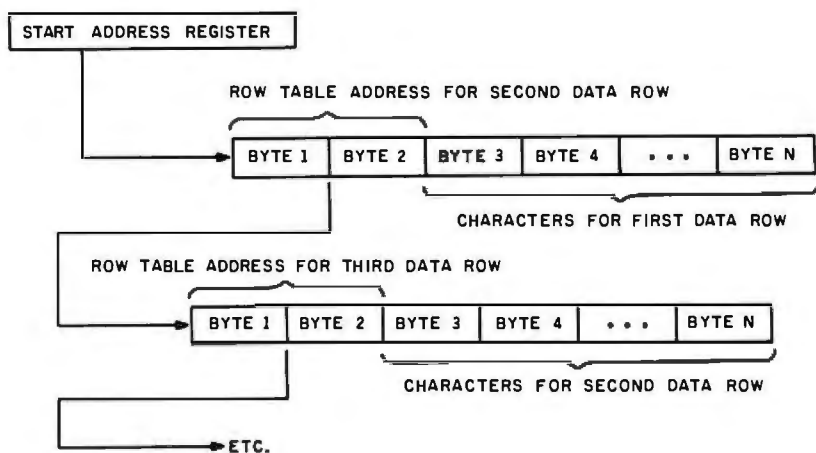 START ADDRESS REGISTER
ROW TABLE ADDRESS FOR SECOND DATA ROW
BYTE 1 BYTE 2 BYTE 3 BYTE 4 • • • BYTE N
CHARACTERS FOR FIRST DATA ROW
ROW TABLE ADDRESS FOR THIRD DATA ROW
BYTE 1 BYTE 2 BYTE 3 BYTE 4 • • • BYTE N
CHARACTERS FOR SECOND DATA ROW
ETC.